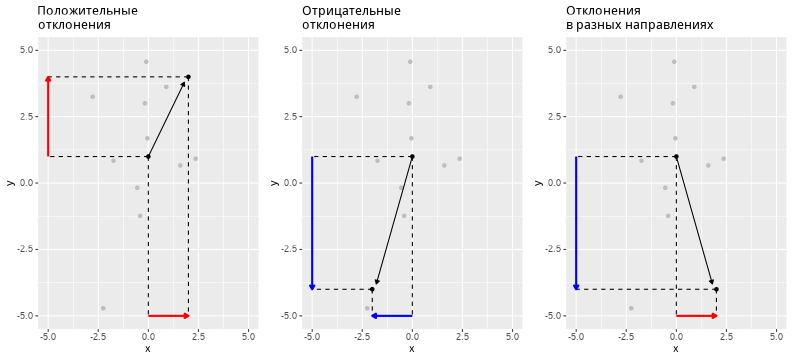 Положительные
отклонения
5.0
2.5
0.0
-2.5
-5.0
y
-5.0 -2.5 0.0 2.5 5.0
x
Отрицательные
отклонения
5.0
2.5
0.0
-2.5
-5.0
y
-5.0 -2.5 0.0 2.5 5.0
x
Отклонения
в разных направлениях
5.0
2.5
0.0
-2.5
-5.0
y
-5.0 -2.5 0.0 2.5 5.0
x